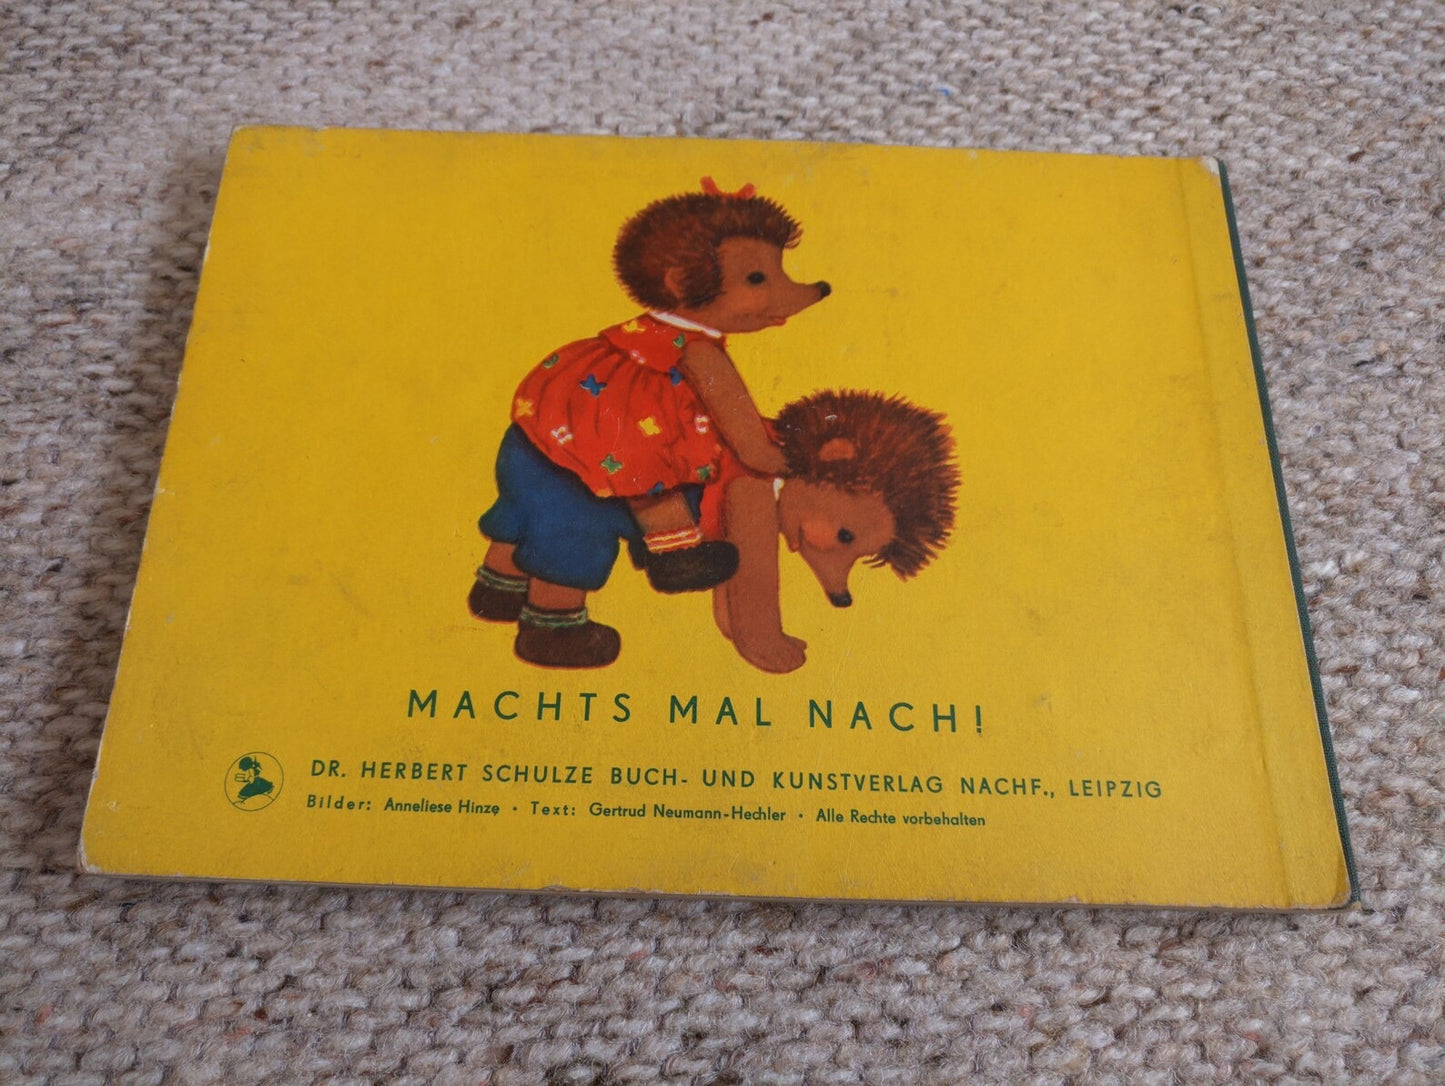 MACHTS MAL NACH!
DR. HERBERT SCHULZE BUCH- UND KUNSTVERLAG NACHF., LEIPZIG
Bilder: Anneliese Hinze • Text: Gertrud Neumann-Hechler • Alle Rechte vorbehalten